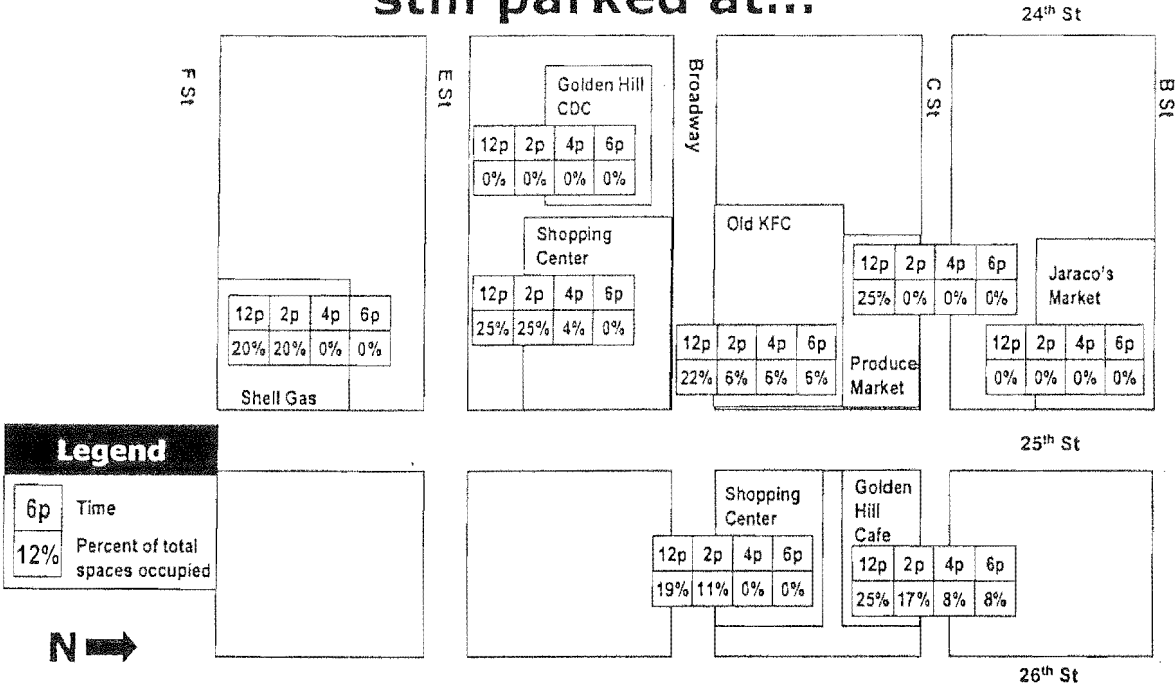 still parked at...
24th St
F St
E St
Broadway
C St
B St
Golden Hill
CDC
12p 2p 4p 6p
0% 0% 0% 0%
Shopping
Center
12p 2p 4p 6p
25% 25% 4% 0%
Old KFC
12p 2p 4p 6p
22% 6% 6% 6%
12p 2p 4p 6p
25% 0% 0% 0%
Produce
Market
Jaraco's
Market
12p 2p 4p 6p
0% 0% 0% 0%
12p 2p 4p 6p
20% 20% 0% 0%
Shell Gas
25th St
Legend
6p Time
12% Percent of total
spaces occupied
Shopping
Center
12p 2p 4p 6p
19% 11% 0% 0%
Golden
Hill
Cafe
12p 2p 4p 6p
25% 17% 8% 8%
N
26th St